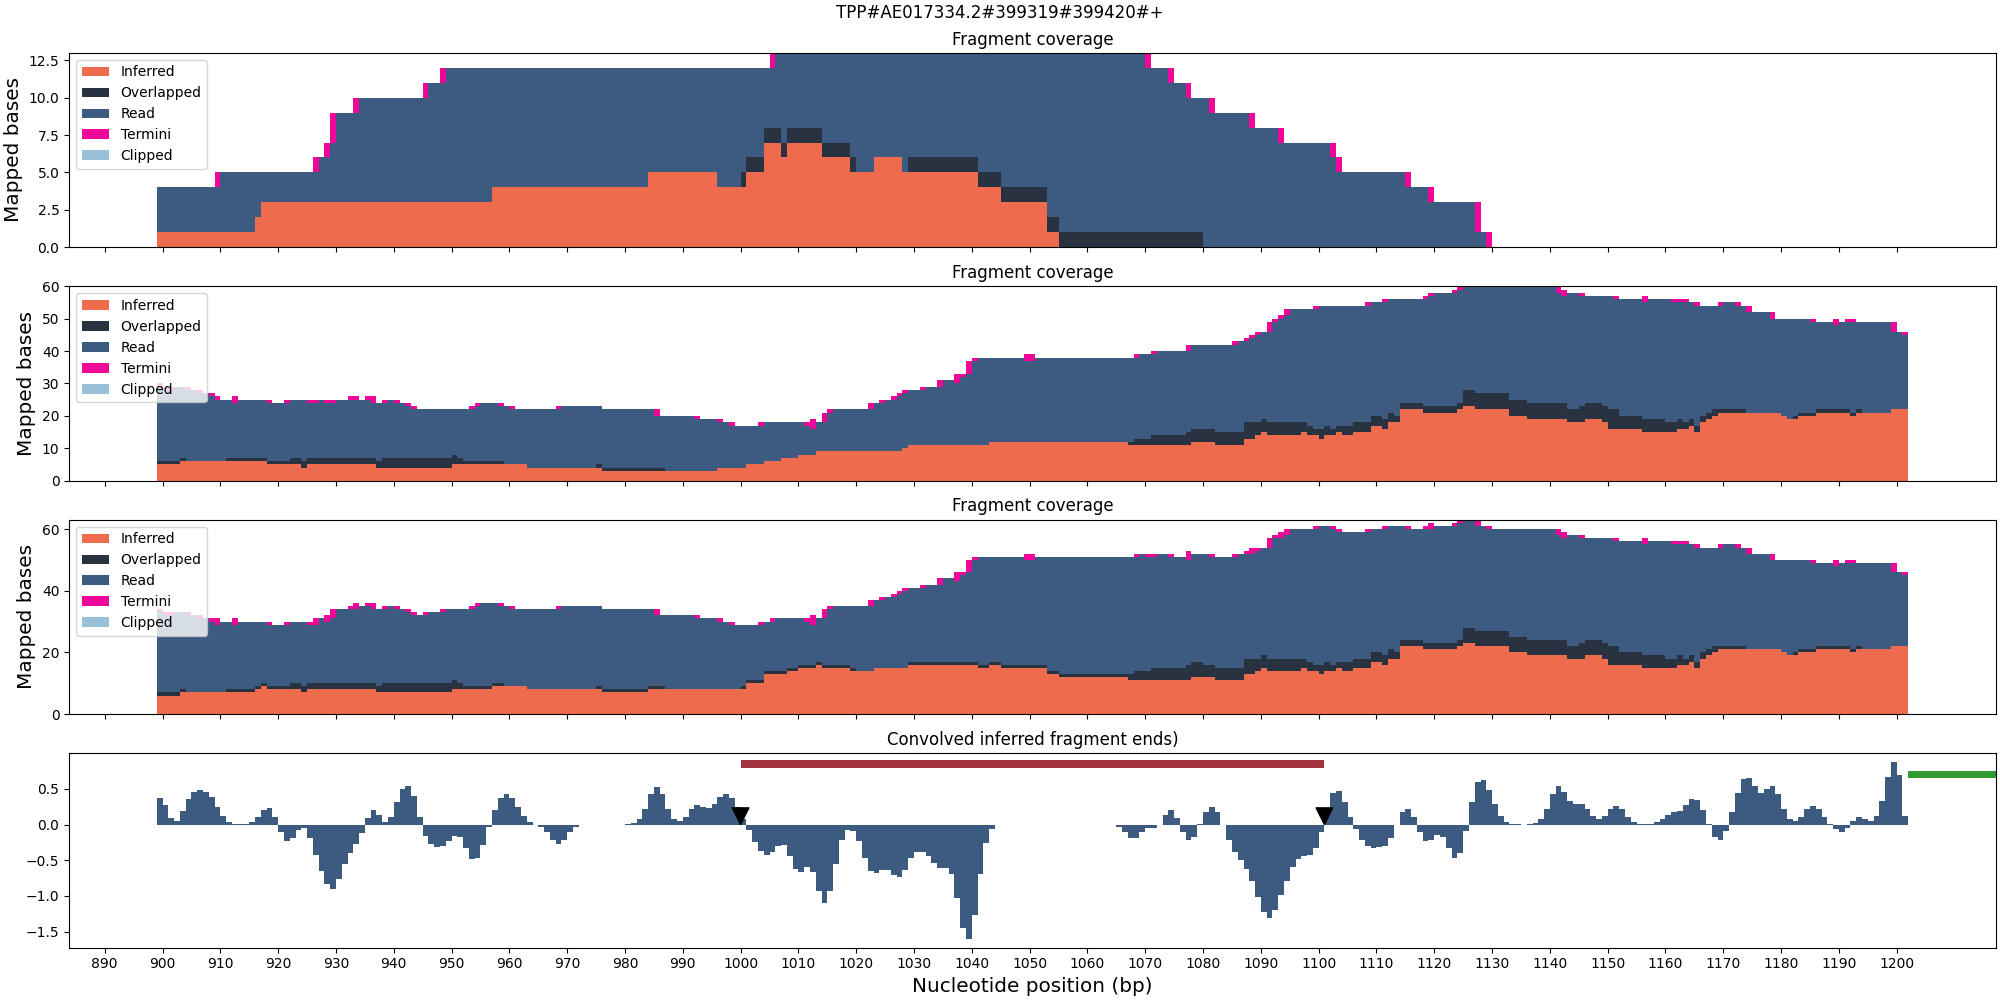 TPP#AE017334.2#399319#399420#+
Fragment coverage
12.5
10.0
7.5
5.0
2.5
0.0
Mapped bases
Inferred
Overlapped
Read
Termini
Clipped
Fragment coverage
60
50
40
30
20
10
0
Mapped bases
Inferred
Overlapped
Read
Termini
Clipped
Fragment coverage
60
40
20
0
Mapped bases
Inferred
Overlapped
Read
Termini
Clipped
Convolved inferred fragment ends)
0.5
0.0
−0.5
−1.0
−1.5
890 900 910 920 930 940 950 960 970 980 990 1000 1010 1020 1030 1040 1050 1060 1070 1080 1090 1100 1110 1120 1130 1140 1150 1160 1170 1180 1190 1200
Nucleotide position (bp)